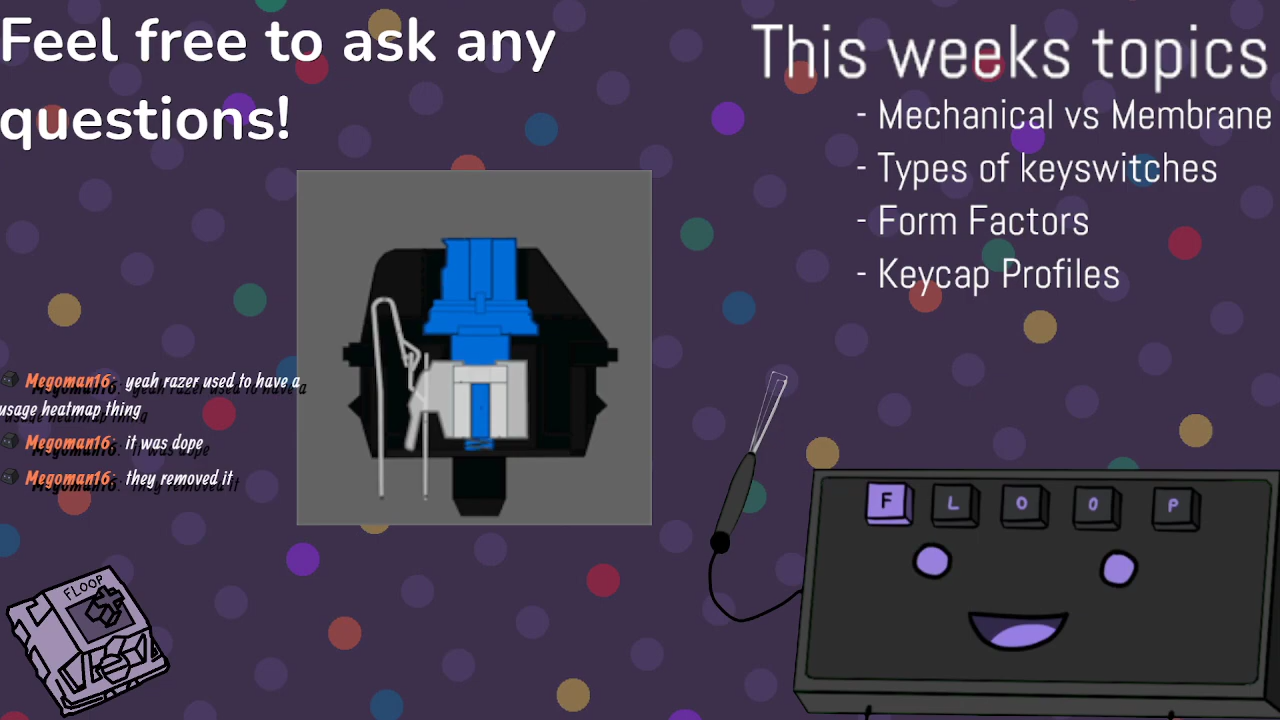 Feel free to ask any
questions!
This weeks topics
- Mechanical vs Membrane
- Types of keyswitches
- Form Factors
- Keycap Profiles
Megoman16: yeah razer used to have a
usage heatmap thing
Megoman16: it was dope
Megoman16: they removed it
FLOOP
F L O O P